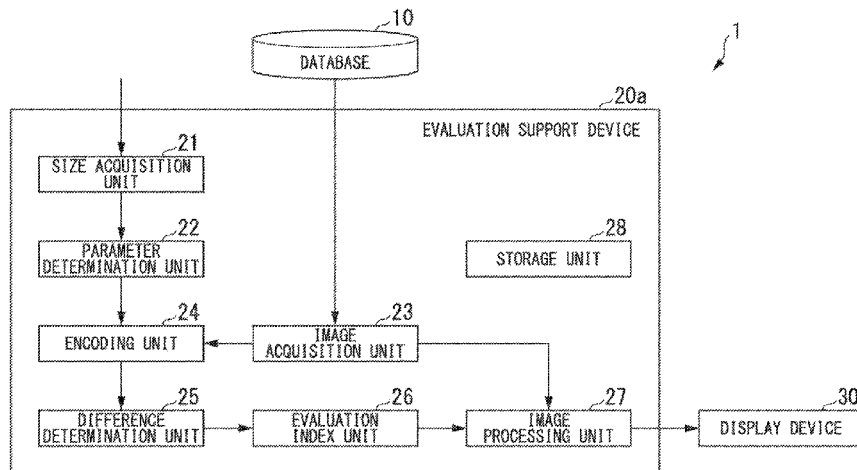 10
DATABASE
1
20a
EVALUATION SUPPORT DEVICE
21
SIZE ACQUISITION
UNIT
22
PARAMETER
DETERMINATION UNIT
28
STORAGE UNIT
24
ENCODING UNIT
23
IMAGE
ACQUISITION UNIT
25
DIFFERENCE
DETERMINATION UNIT
26
EVALUATION
INDEX UNIT
27
IMAGE
PROCESSING UNIT
30
DISPLAY DEVICE